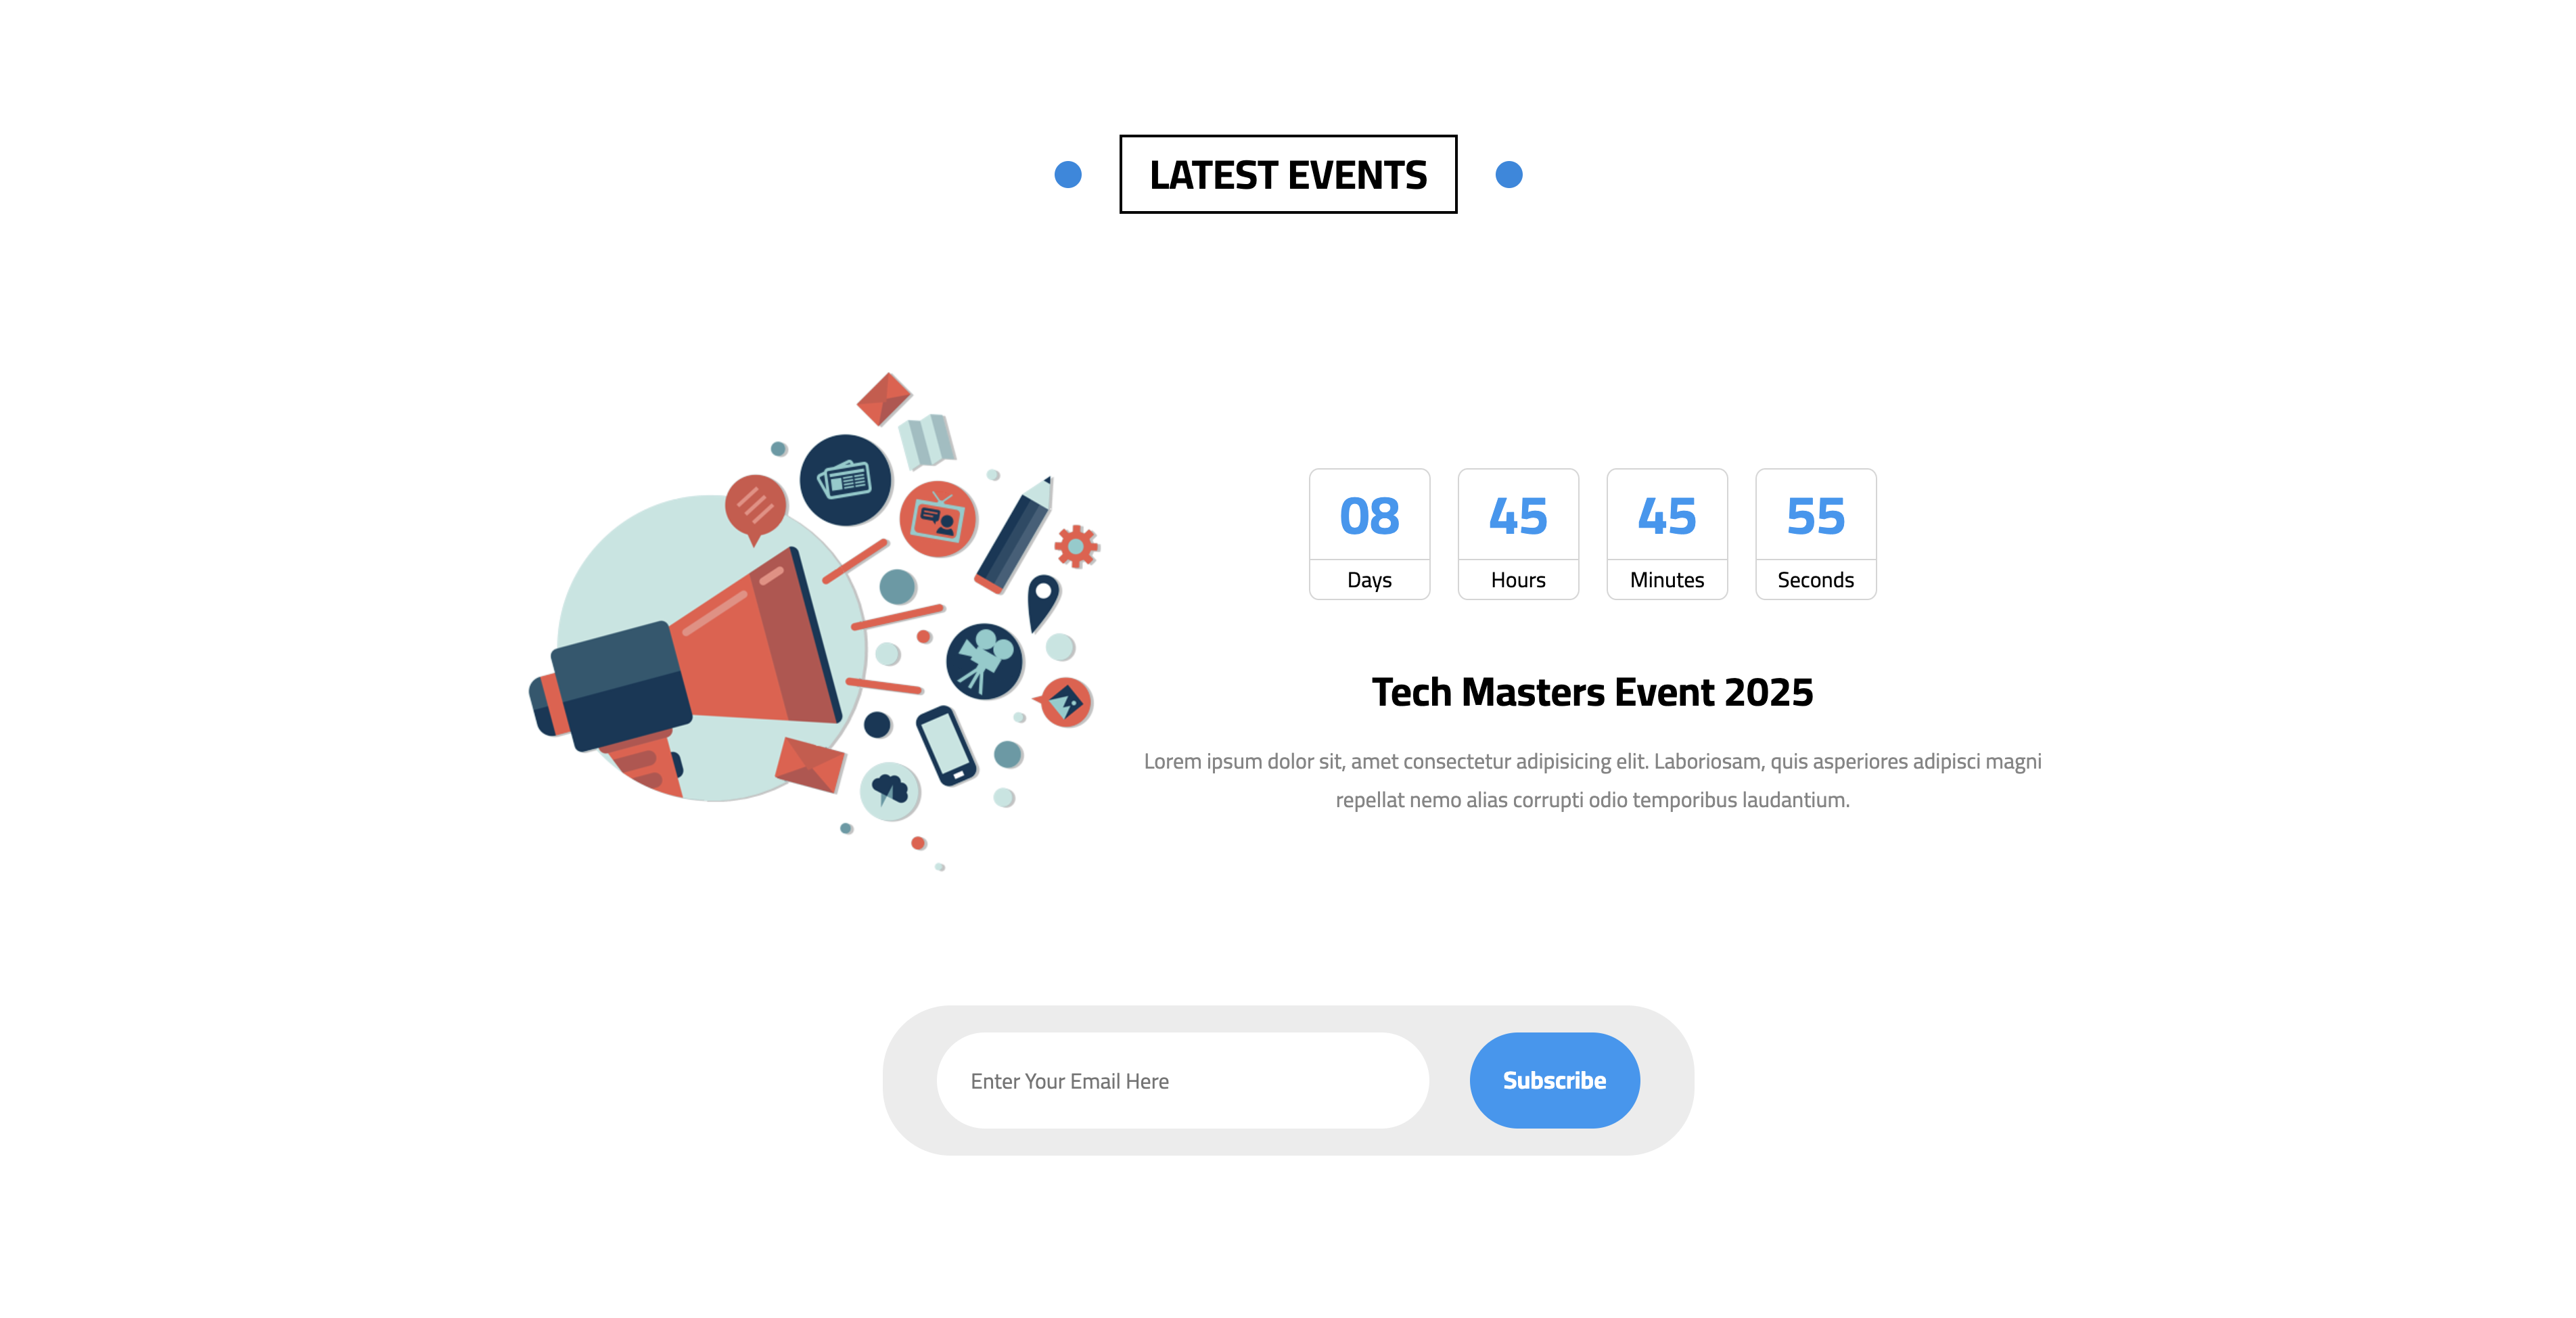 LATEST EVENTS
08 45 45 55
Days Hours Minutes Seconds
Tech Masters Event 2025
Lorem ipsum dolor sit, amet consectetur adipisicing elit. Laboriosam, quis asperiores adipisci magni
repellat nemo alias corrupti odio temporibus laudantium.
Enter Your Email Here Subscribe